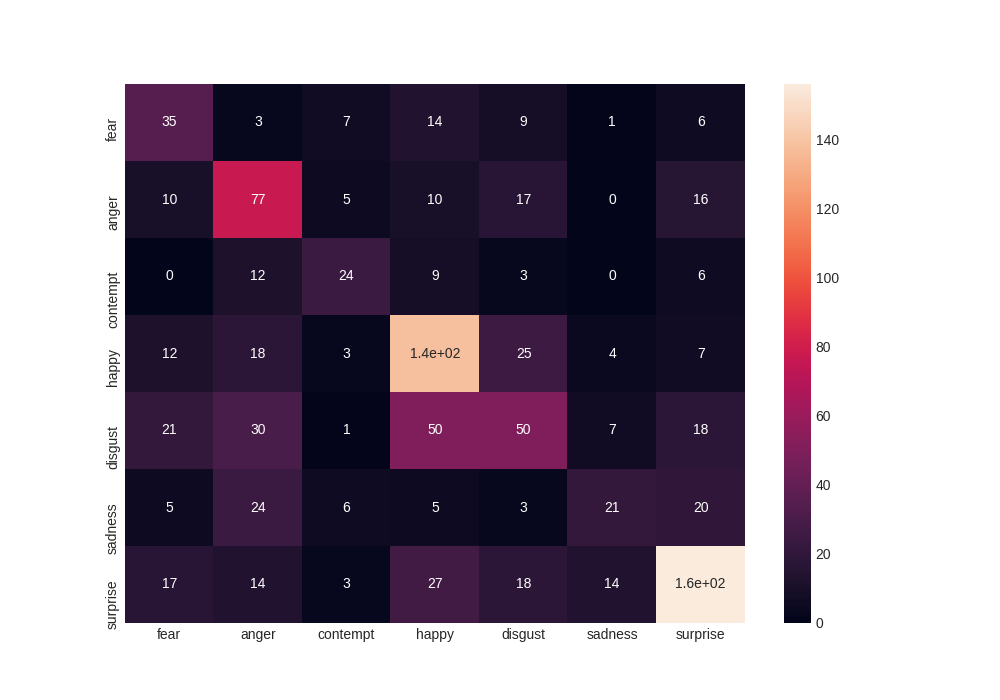 fear 35 3 7 14 9 1 6
140
anger 10 77 5 10 17 0 16
120
contempt 0 12 24 9 3 0 6
100
happy 12 18 3 1.4e+02 25 4 7
80
disgust 21 30 1 50 50 7 18
60
40
sadness 5 24 6 5 3 21 20
20
surprise 17 14 3 27 18 14 1.6e+02
0
fear anger contempt happy disgust sadness surprise